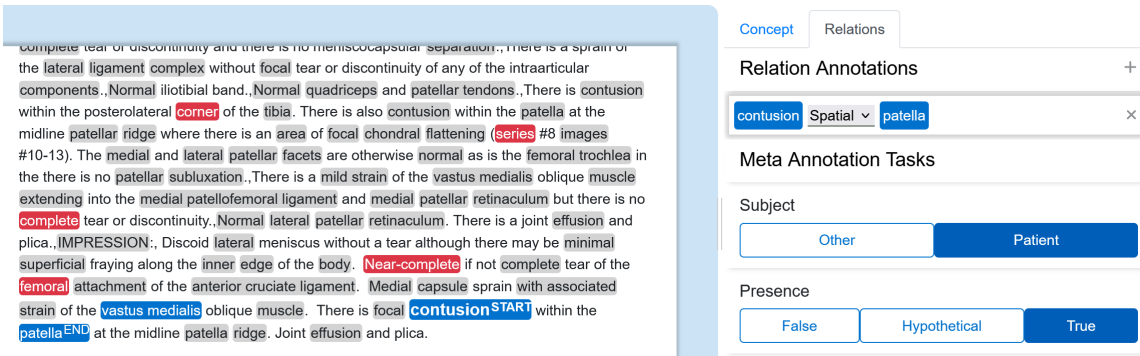 complete tear or discontinuity and there is no meniscocapsular separation.,There is a sprain of
the lateral ligament complex without focal tear or discontinuity of any of the intraarticular
components.,Normal iliotibial band.,Normal quadriceps and patellar tendons.,There is contusion
within the posterolateral corner of the tibia. There is also contusion within the patella at the
midline patellar ridge where there is an area of focal chondral flattening (series #8 images
#10-13). The medial and lateral patellar facets are otherwise normal as is the femoral trochlea in
the there is no patellar subluxation.,There is a mild strain of the vastus medialis oblique muscle
extending into the medial patellofemoral ligament and medial patellar retinaculum but there is no
complete tear or discontinuity.,Normal lateral patellar retinaculum. There is a joint effusion and
plica.,IMPRESSION:, Discoid lateral meniscus without a tear although there may be minimal
superficial fraying along the inner edge of the body. Near-complete if not complete tear of the
femoral attachment of the anterior cruciate ligament. Medial capsule sprain with associated
strain of the vastus medialis oblique muscle. There is focal contusionSTART within the
patellaEND at the midline patellar ridge. Joint effusion and plica.
Concept Relations
Relation Annotations +
contusion Spatial patella ×
Meta Annotation Tasks
Subject
Other Patient
Presence
False Hypothetical True